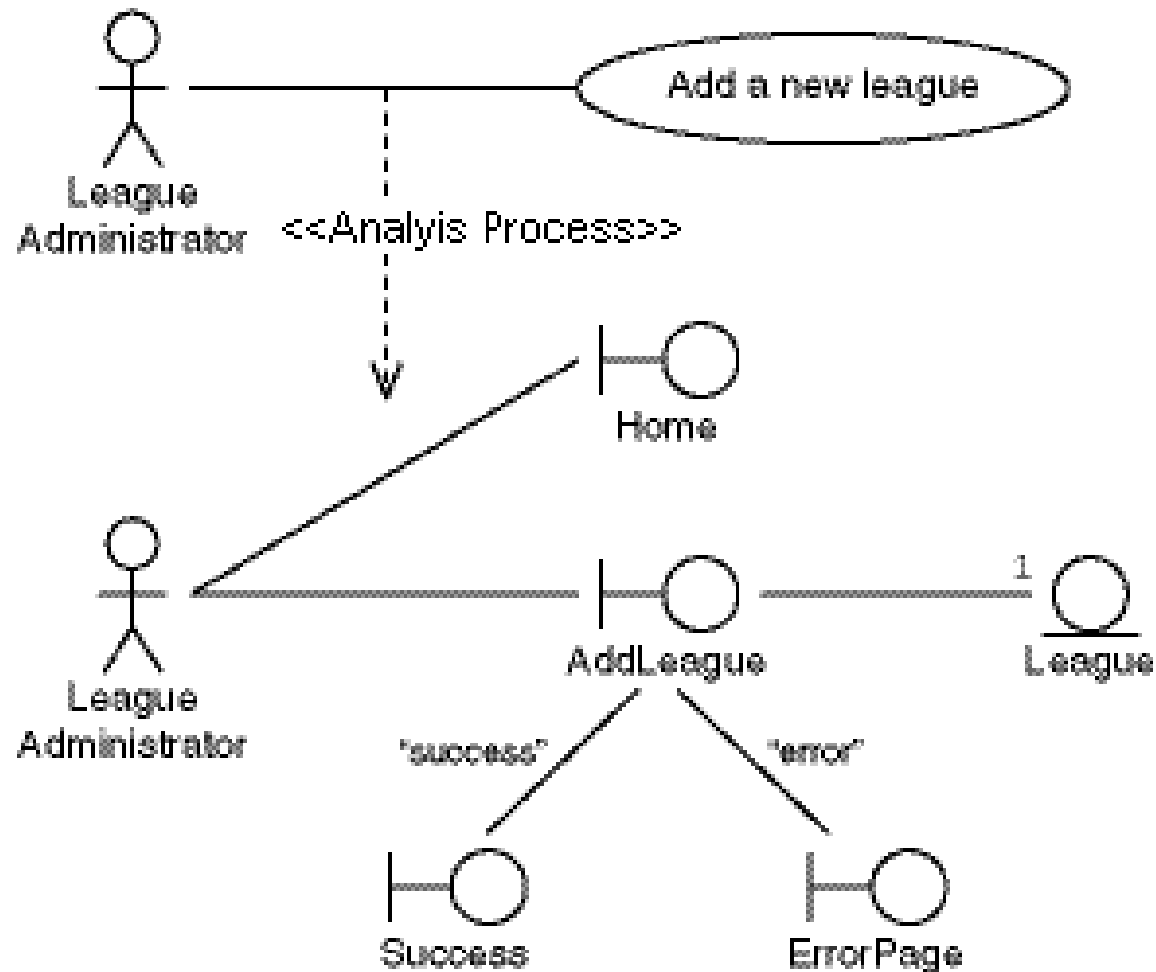 Add a new league
League
Administrator
<<Analyis Process>>
Home
1
AddLeague
League
League
Administrator
"success"
"error"
Success
ErrorPage